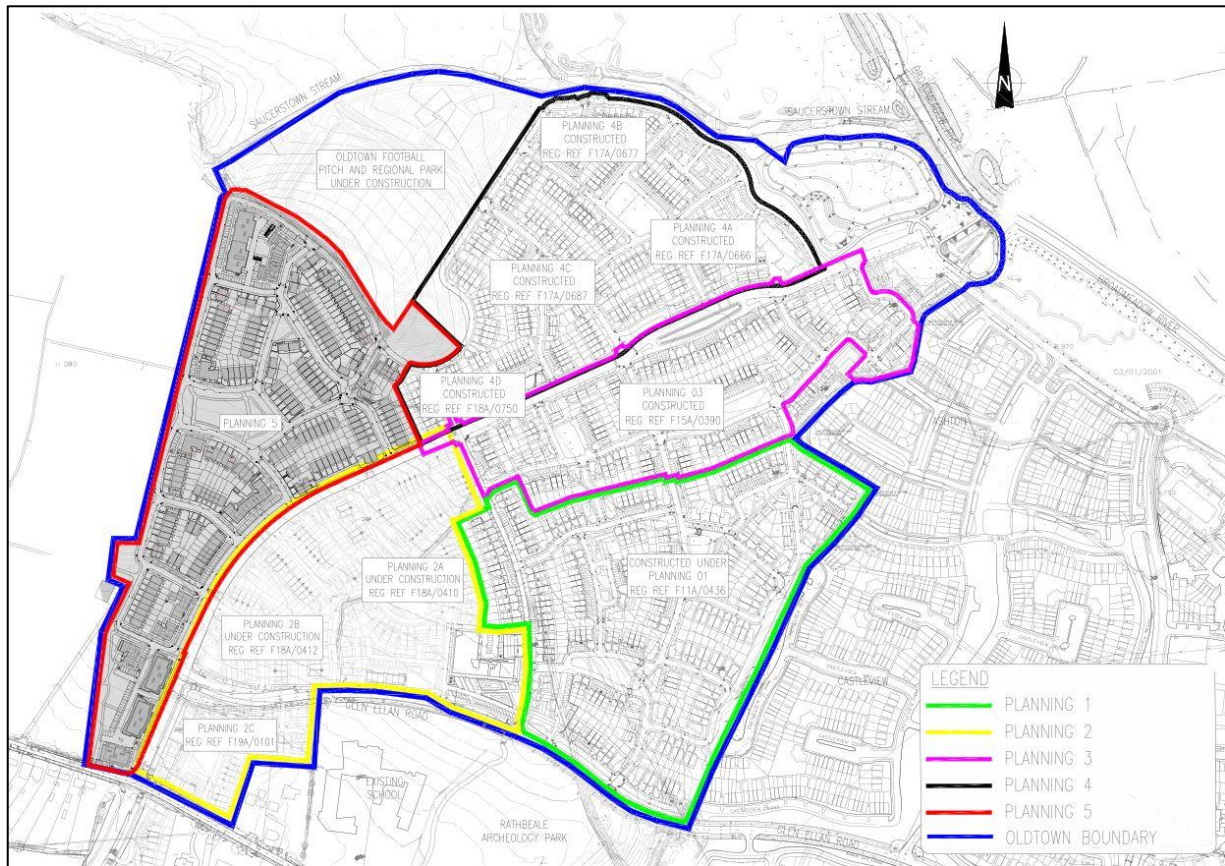 N
SAUCERSTOWN STREAM
SAUCERSTOWN STREAM
PLANNING 4B
CONSTRUCTED
REG REF F17A/0677
OLDTOWN FOOTBALL
PITCH AND REGIONAL PARK
UNDER CONSTRUCTION
PLANNING 4A
CONSTRUCTED
REG REF F17A/0666
PLANNING 4C
CONSTRUCTED
REG REF F17A/0687
BROADMEADOW RIVER
03/01/2001
PLANNING 4D
CONSTRUCTED
REG REF F18A/0750
PLANNING 03
CONSTRUCTED
REG REF F15A/0390
PLANNING 5
ASHTON
PLANNING 2A
UNDER CONSTRUCTION
REG REF F18A/0410
CONSTRUCTED UNDER
PLANNING 01
REG REF F11A/0436
PLANNING 2B
UNDER CONSTRUCTION
REG REF F18A/0412
CASTLEVIEW
GLEN ELLAN ROAD
PLANNING 2C
REG REF F19A/0101
EXISTING
SCHOOL
RATHBEALE
ARCHEOLOGY PARK
GLEN ELLAN ROAD
LEGEND
PLANNING 1
PLANNING 2
PLANNING 3
PLANNING 4
PLANNING 5
OLDTOWN BOUNDARY